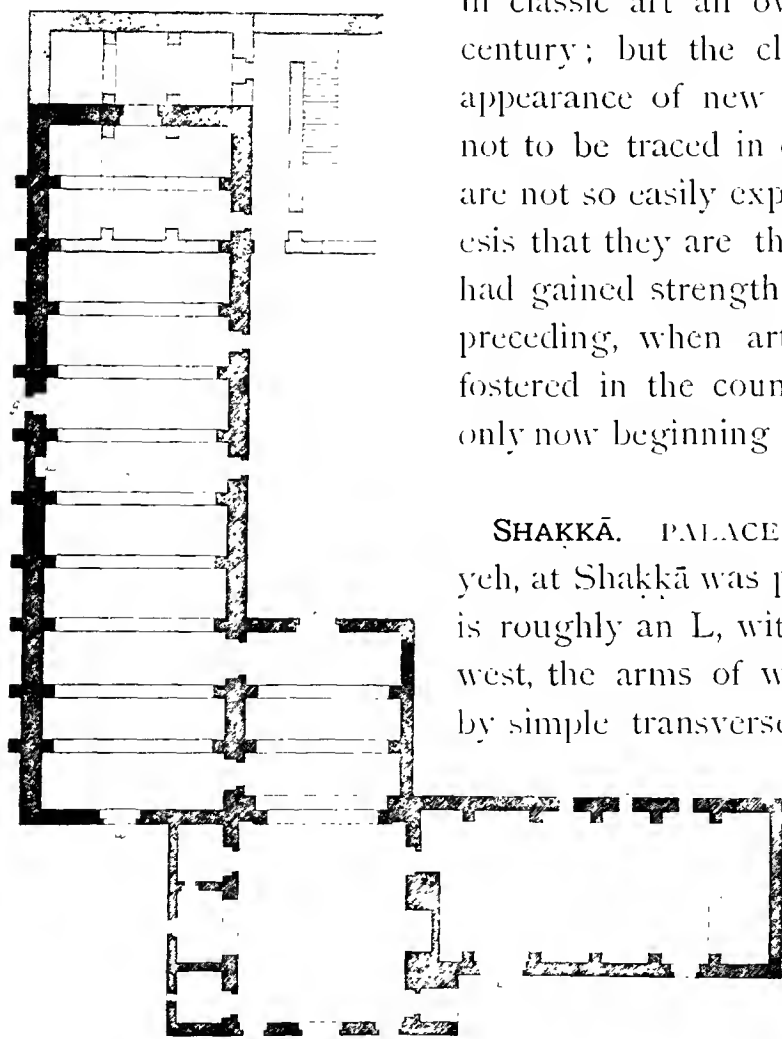 in classic art an ov
century; but the cl
appearance of new
not to be traced in
are not so easily exp
esis that they are th
had gained strength
preceding, when art
fostered in the coun
only now beginning
SHAḲḲĀ. PALACE
yeh, at Shaḳḳā was p
is roughly an L, wit
west, the arms of w
by simple transverse